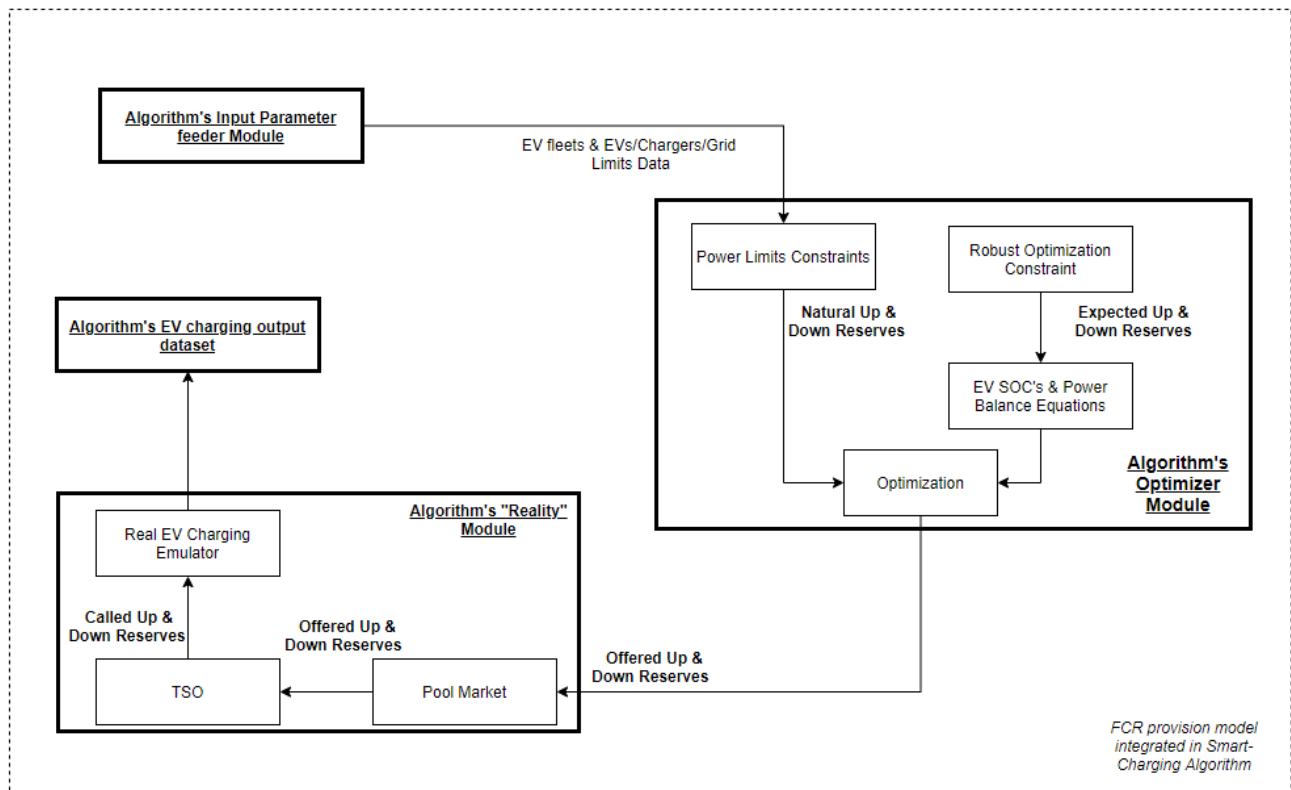 Algorithm's Input Parameter
feeder Module
EV fleets & EVs/Chargers/Grid
Limits Data
Power Limits Constraints
Robust Optimization
Constraint
Natural Up &
Down Reserves
Expected Up &
Down Reserves
EV SOC's & Power
Balance Equations
Optimization
Algorithm's
Optimizer
Module
Algorithm's EV charging output
dataset
Algorithm's "Reality"
Module
Real EV Charging
Emulator
Called Up &
Down Reserves
Offered Up &
Down Reserves
TSO
Pool Market
Offered Up &
Down Reserves
FCR provision model
integrated in Smart-
Charging Algorithm